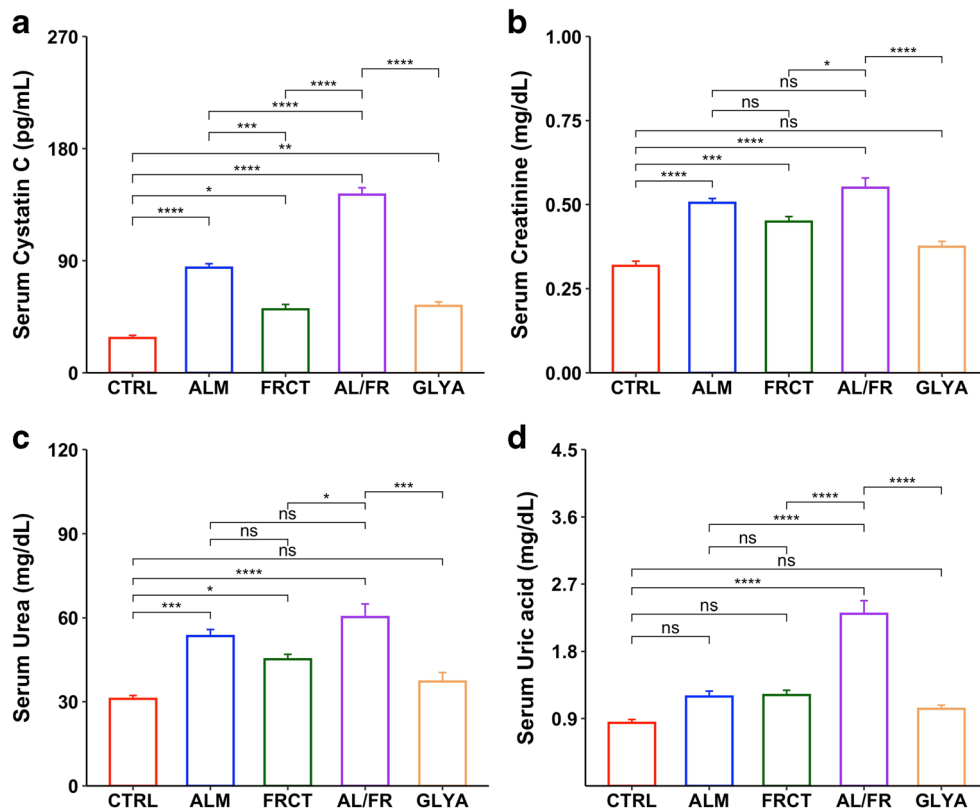 a
Serum Cystatin C (pg/mL)
270
180
90
0
****
****
****
***
**
****
*
****
CTRL ALM FRCT AL/FR GLYA
b
Serum Creatinine (mg/dL)
1.00
0.75
0.50
0.25
0.00
****
*
ns
ns
ns
****
***
****
CTRL ALM FRCT AL/FR GLYA
c
Serum Urea (mg/dL)
120
90
60
30
0
***
*
ns
ns
ns
****
*
***
CTRL ALM FRCT AL/FR GLYA
d
Serum Uric acid (mg/dL)
4.5
3.6
2.7
1.8
0.9
****
****
****
ns
ns
****
ns
ns
CTRL ALM FRCT AL/FR GLYA